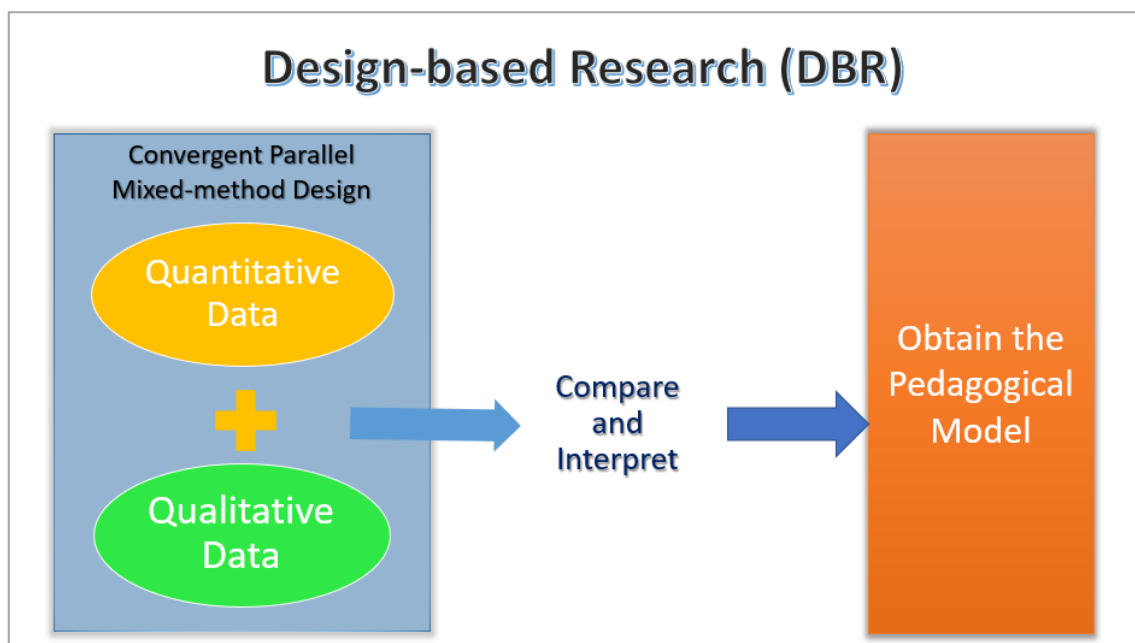 Design-based Research (DBR)
Convergent Parallel
Mixed-method Design
Quantitative
Data
Qualitative
Data
Compare
and
Interpret
Obtain the
Pedagogical
Model